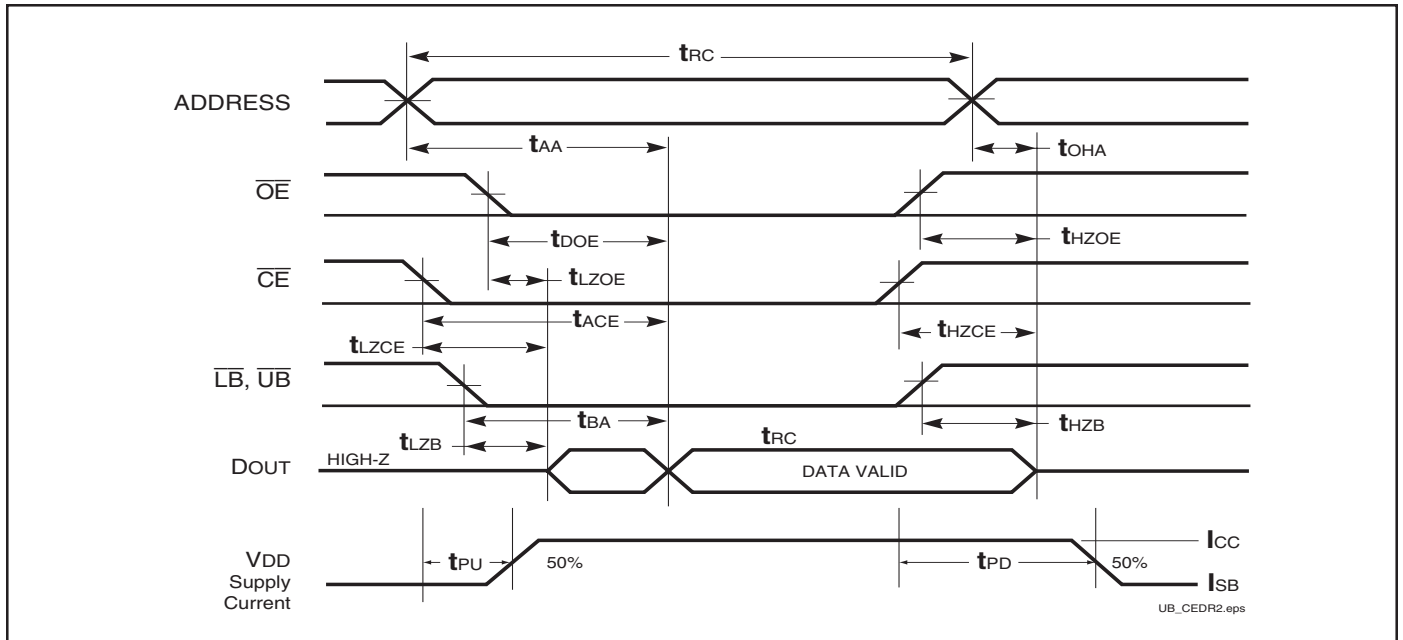 tRC
ADDRESS
tAA
tOHA
OE
tDOE
tHZOE
tLZOE
CE
tACE
tHZCE
tLZCE
LB, UB
tBA
tHZB
tLZB
tRC
DOUT
HIGH-Z
DATA VALID
ICC
VDD
Supply
Current
tPU
50%
tPD
50%
ISB
UB_CEDR2.eps